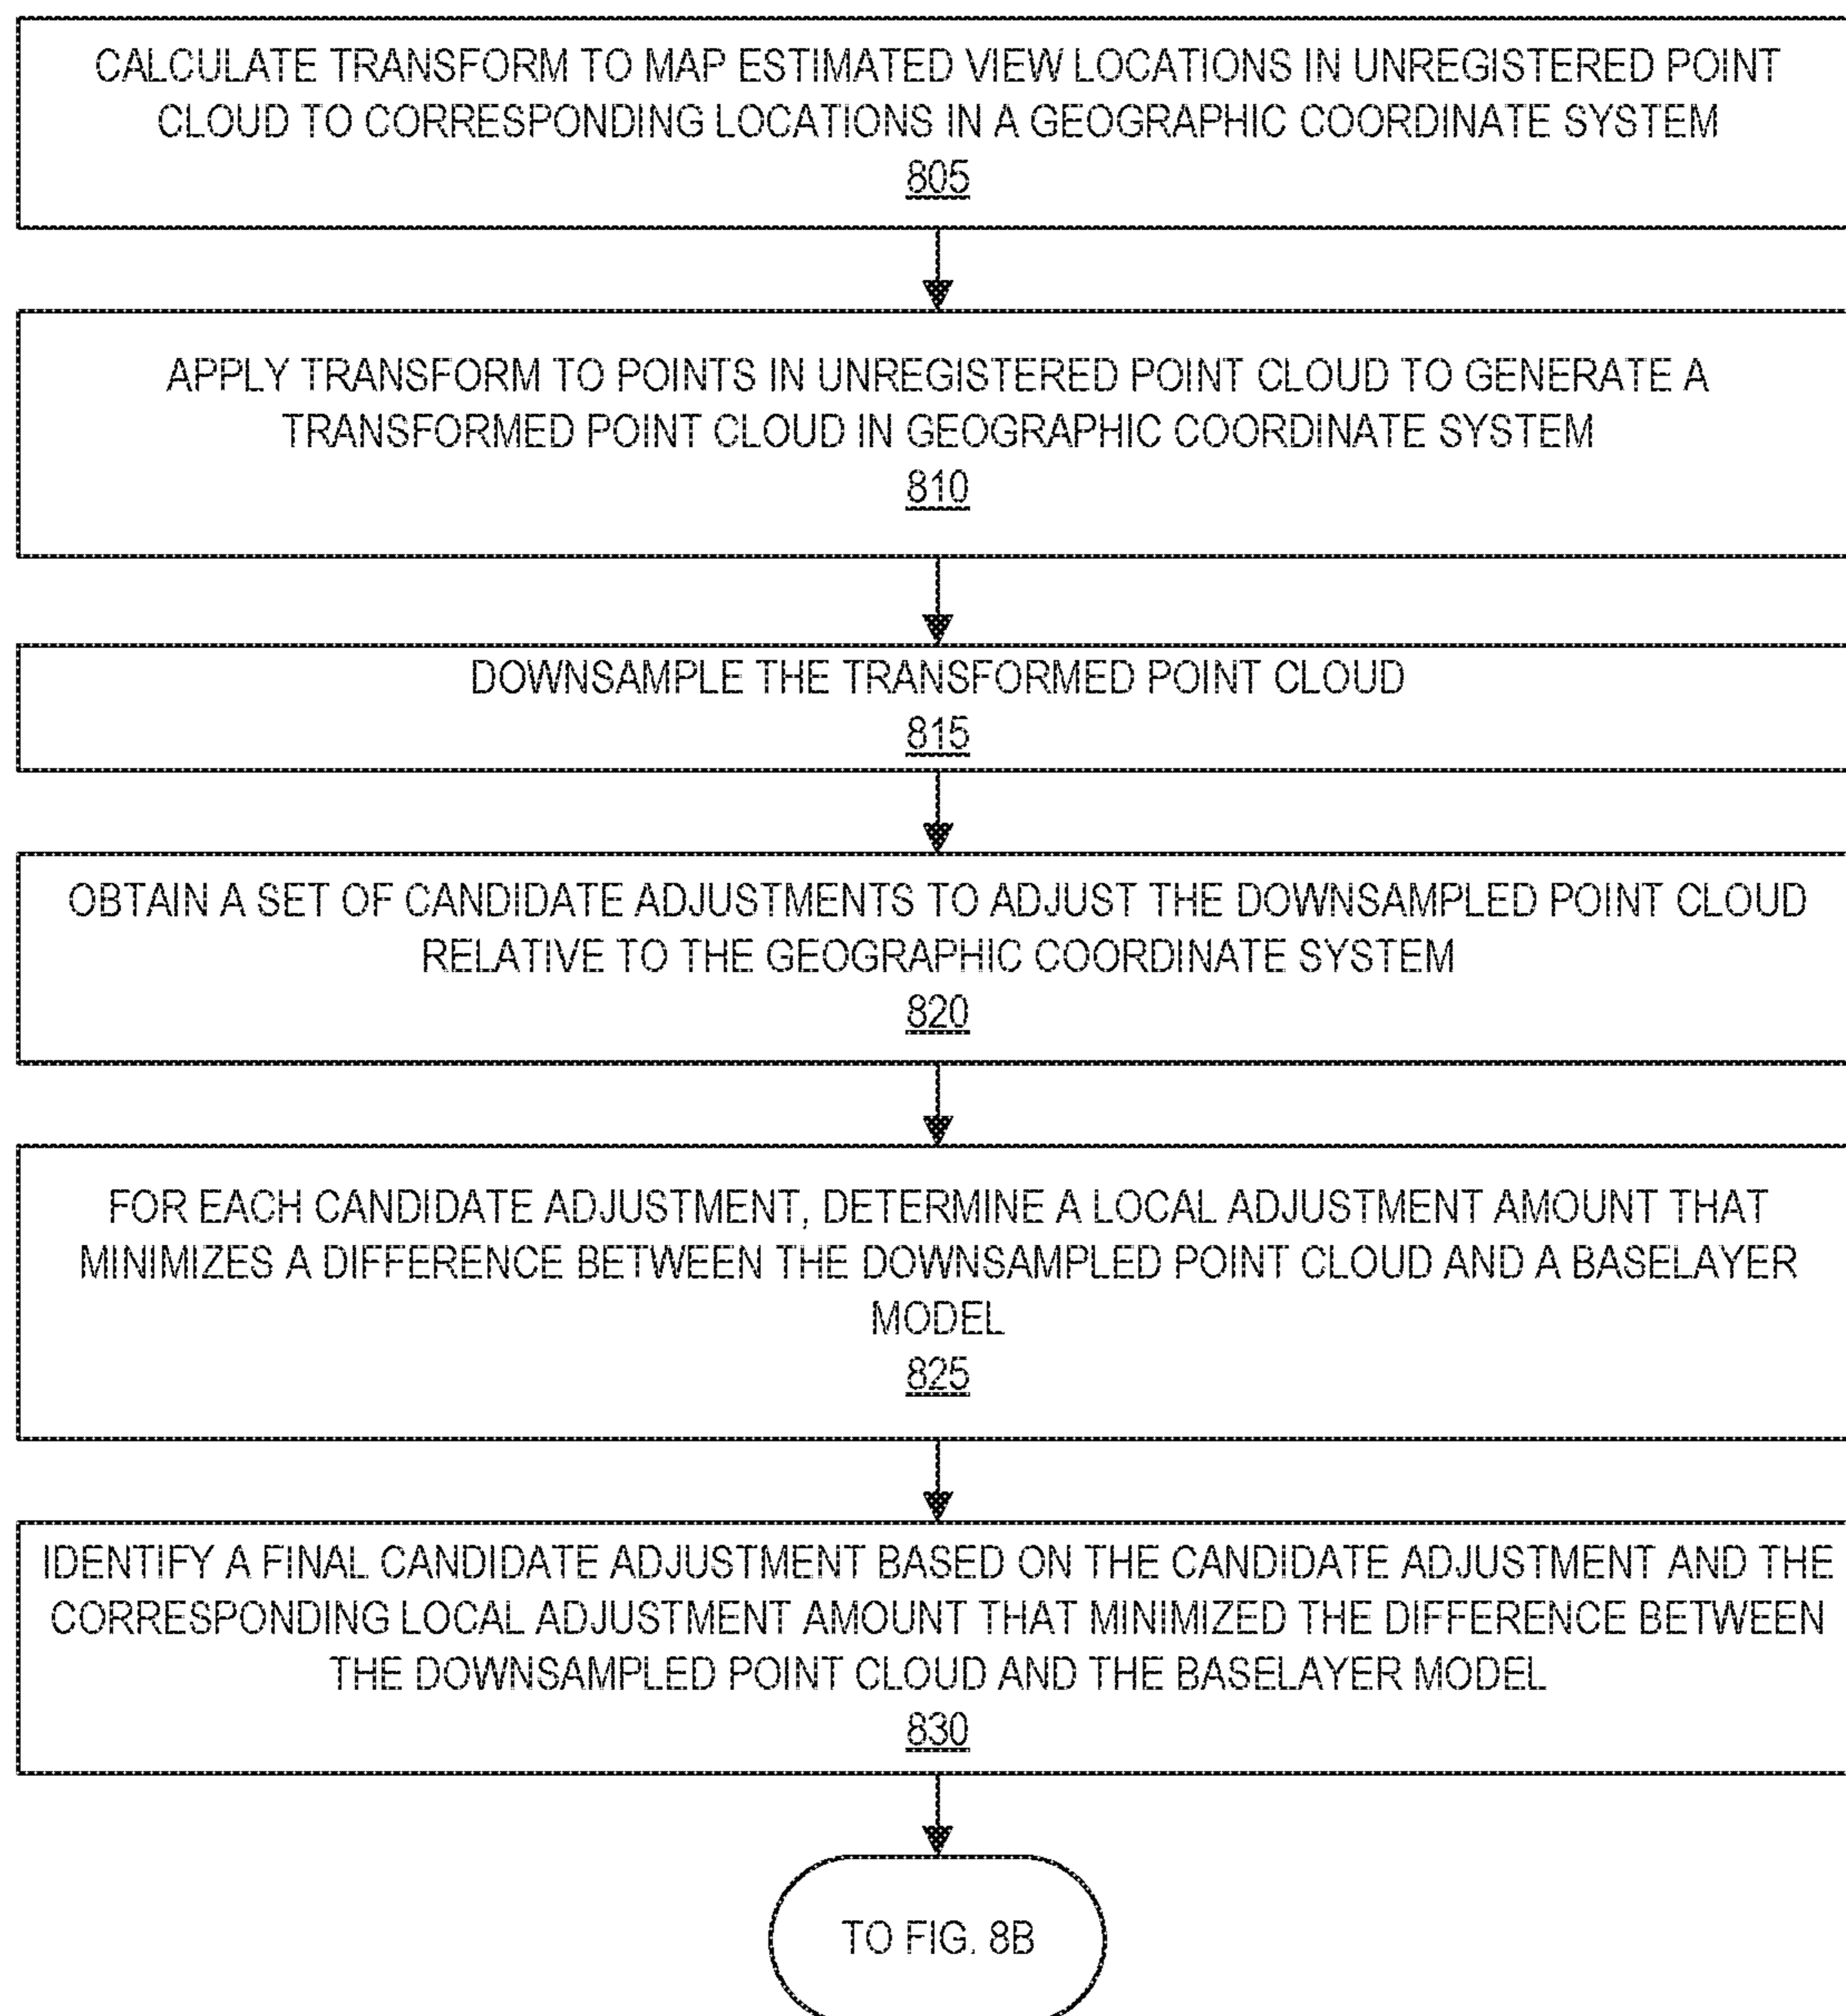 CALCULATE TRANSFORM TO MAP ESTIMATED VIEW LOCATIONS IN UNREGISTERED POINT
CLOUD TO CORRESPONDING LOCATIONS IN A GEOGRAPHIC COORDINATE SYSTEM
805
APPLY TRANSFORM TO POINTS IN UNREGISTERED POINT CLOUD TO GENERATE A
TRANSFORMED POINT CLOUD IN GEOGRAPHIC COORDINATE SYSTEM
810
DOWNSAMPLE THE TRANSFORMED POINT CLOUD
815
OBTAIN A SET OF CANDIDATE ADJUSTMENTS TO ADJUST THE DOWNSAMPLED POINT CLOUD
RELATIVE TO THE GEOGRAPHIC COORDINATE SYSTEM
820
FOR EACH CANDIDATE ADJUSTMENT, DETERMINE A LOCAL ADJUSTMENT AMOUNT THAT
MINIMIZES A DIFFERENCE BETWEEN THE DOWNSAMPLED POINT CLOUD AND A BASELAYER
MODEL
825
IDENTIFY A FINAL CANDIDATE ADJUSTMENT BASED ON THE CANDIDATE ADJUSTMENT AND THE
CORRESPONDING LOCAL ADJUSTMENT AMOUNT THAT MINIMIZED THE DIFFERENCE BETWEEN
THE DOWNSAMPLED POINT CLOUD AND THE BASELAYER MODEL
830
TO FIG. 8B